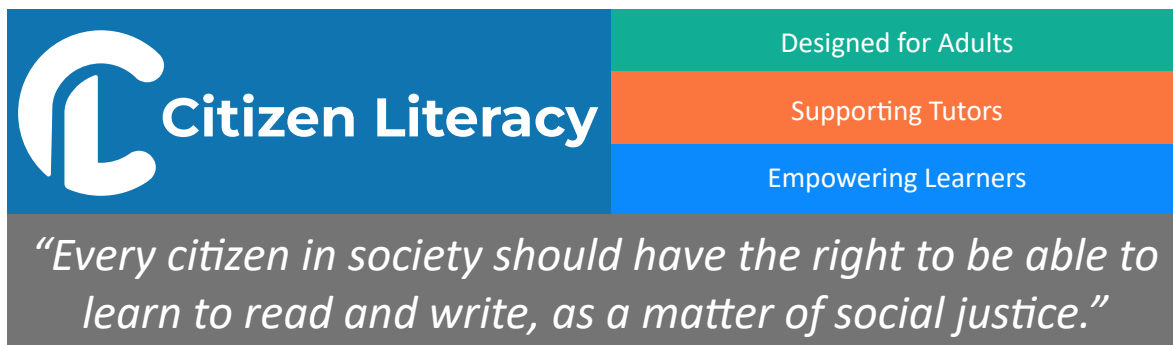 Citizen Literacy
Designed for Adults
Supporting Tutors
Empowering Learners
“Every citizen in society should have the right to be able to
learn to read and write, as a matter of social justice.”